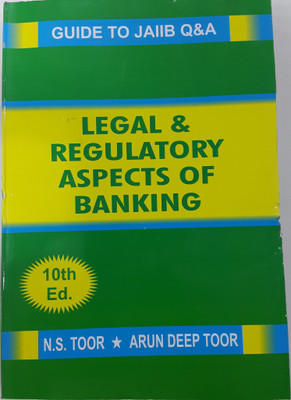 GUIDE TO JAIIB Q&A
LEGAL &
REGULATORY
ASPECTS OF
BANKING
10th
Ed.
N.S. TOOR ★ ARUN DEEP TOOR